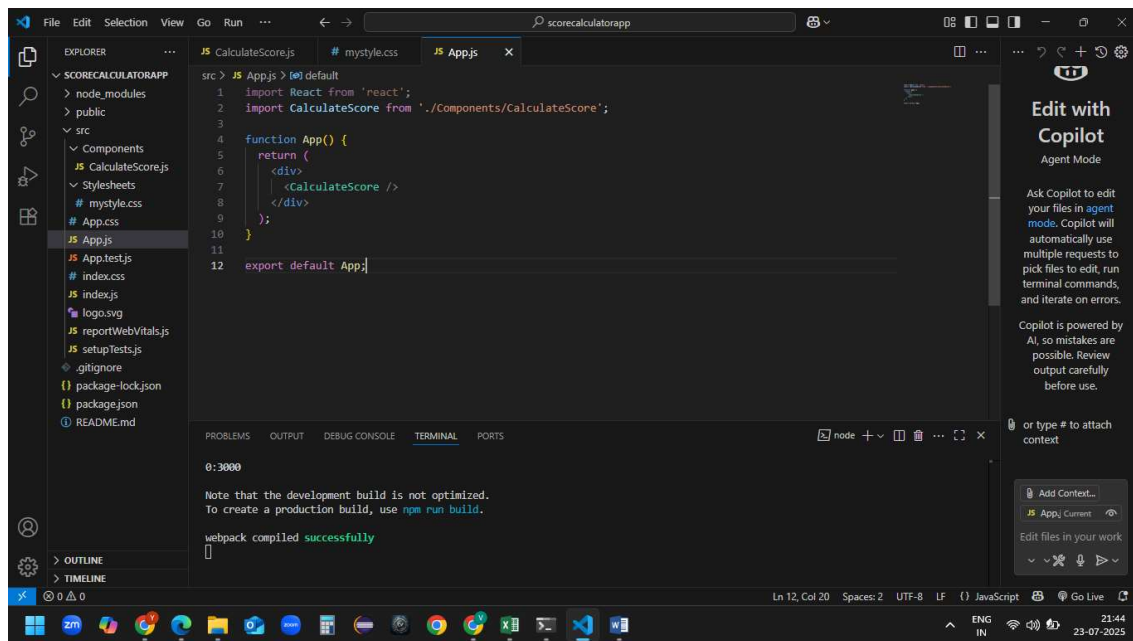 File Edit Selection View Go Run ···
scorecalculatorapp
EXPLORER ···
SCORECALCULATORAPP
node_modules
public
src
Components
JS CalculateScore.js
Stylesheets
# mystyle.css
# App.css
JS App.js
JS App.test.js
# index.css
JS index.js
logo.svg
JS reportWebVitals.js
JS setupTests.js
.gitignore
{} package-lock.json
{} package.json
README.md
OUTLINE
TIMELINE
JS CalculateScore.js # mystyle.css JS App.js
src > JS App.js > default
1 import React from 'react';
2 import CalculateScore from './Components/CalculateScore';
3
4 function App() {
5 return (
6 <div>
7 <CalculateScore />
8 </div>
9 );
10 }
11
12 export default App;
PROBLEMS OUTPUT DEBUG CONSOLE TERMINAL PORTS
node
0:3000
Note that the development build is not optimized.
To create a production build, use npm run build.
webpack compiled successfully
Edit with
Copilot
Agent Mode
Ask Copilot to edit
your files in agent
mode. Copilot will
automatically use
multiple requests to
pick files to edit, run
terminal commands,
and iterate on errors.
Copilot is powered by
AI, so mistakes are
possible. Review
output carefully
before use.
or type # to attach
context
Add Context...
JS App.j Current
Edit files in your work
0 0 Ln 12, Col 20 Spaces: 2 UTF-8 LF {} JavaScript Go Live
zm zoom
ENG
IN
21:44
23-07-2025